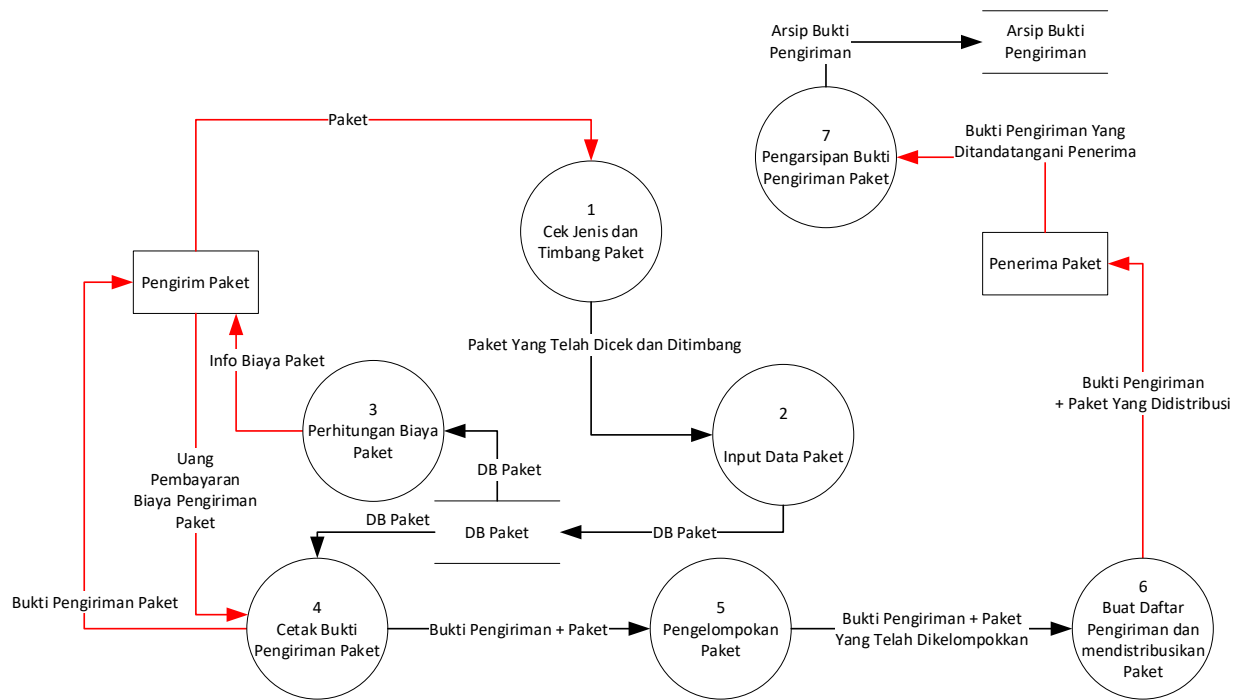 Arsip Bukti
Pengiriman
Arsip Bukti
Pengiriman
Paket
7
Pengarsipan Bukti
Pengiriman Paket
Bukti Pengiriman Yang
Ditandatangani Penerima
1
Cek Jenis dan
Timbang Paket
Pengirim Paket
Penerima Paket
Paket Yang Telah Dicek dan Ditimbang
Info Biaya Paket
3
Perhitungan Biaya
Paket
2
Input Data Paket
Bukti Pengiriman
+ Paket Yang Didistribusi
Uang
Pembayaran
Biaya Pengiriman
Paket
DB Paket
DB Paket
DB Paket
DB Paket
Bukti Pengiriman Paket
4
Cetak Bukti
Pengiriman Paket
Bukti Pengiriman + Paket
5
Pengelompokan
Paket
Bukti Pengiriman + Paket
Yang Telah Dikelompokkan
6
Buat Daftar
Pengiriman dan
mendistribusikan
Paket